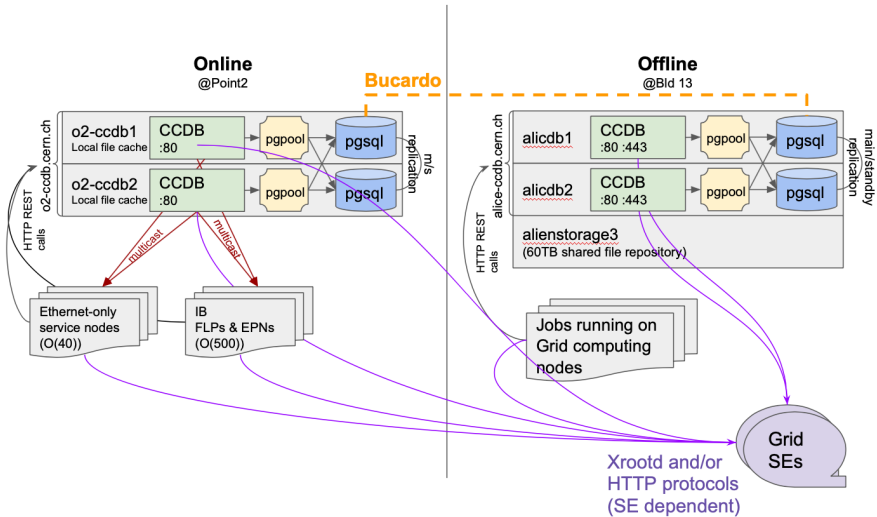 Online
@Point2
Offline
@Bld 13
Bucardo
o2-ccdb.cern.ch
o2-ccdb1
Local file cache
CCDB
:80
pgpool
pgsql
o2-ccdb2
Local file cache
CCDB
:80
pgpool
pgsql
m/s
replication
HTTP REST
calls
multicast
multicast
Ethernet-only
service nodes
(O(40))
IB
FLPs & EPNs
(O(500))
alice-ccdb.cern.ch
alicdb1
CCDB
:80 :443
pgpool
pgsql
alicdb2
CCDB
:80 :443
pgpool
pgsql
main/standby
replication
alienstorage3
(60TB shared file repository)
HTTP REST
calls
Jobs running on
Grid computing
nodes
Grid
SEs
Xrootd and/or
HTTP protocols
(SE dependent)